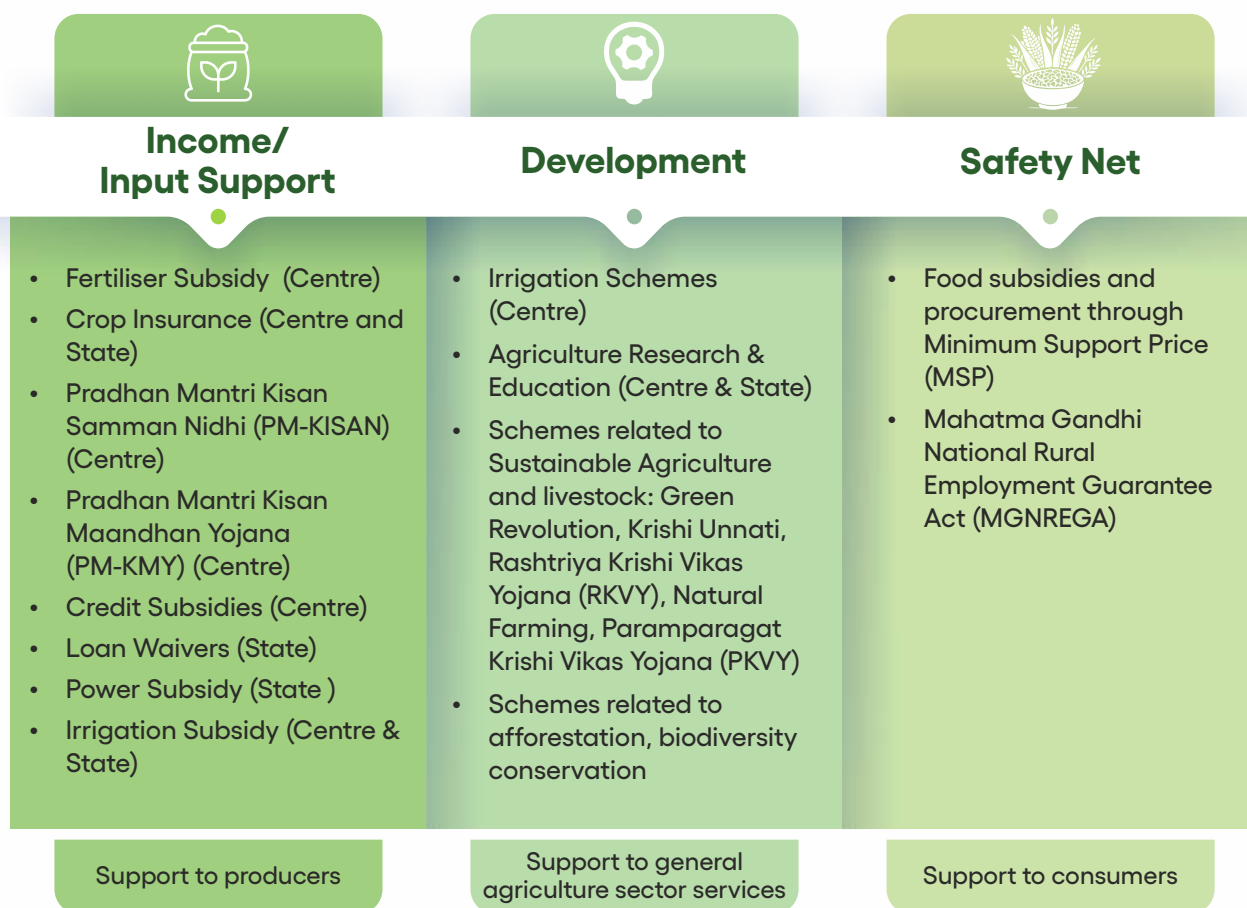 Income/
Input Support
• Fertiliser Subsidy (Centre)
• Crop Insurance (Centre and
State)
• Pradhan Mantri Kisan
Samman Nidhi (PM-KISAN)
(Centre)
• Pradhan Mantri Kisan
Maandhan Yojana
(PM-KMY) (Centre)
• Credit Subsidies (Centre)
• Loan Waivers (State)
• Power Subsidy (State )
• Irrigation Subsidy (Centre &
State)
Support to producers
Development
• Irrigation Schemes
(Centre)
• Agriculture Research &
Education (Centre & State)
• Schemes related to
Sustainable Agriculture
and livestock: Green
Revolution, Krishi Unnati,
Rashtriya Krishi Vikas
Yojana (RKVY), Natural
Farming, Paramparagat
Krishi Vikas Yojana (PKVY)
• Schemes related to
afforestation, biodiversity
conservation
Support to general
agriculture sector services
Safety Net
• Food subsidies and
procurement through
Minimum Support Price
(MSP)
• Mahatma Gandhi
National Rural
Employment Guarantee
Act (MGNREGA)
Support to consumers